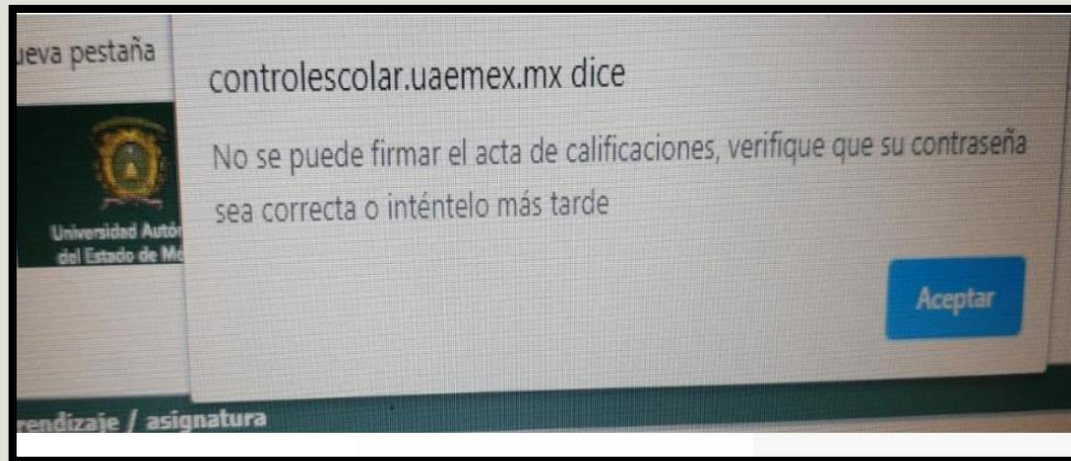 ueva pestaña
controlescolar.uaemex.mx dice
No se puede firmar el acta de calificaciones, verifique que su contraseña
sea correcta o inténtelo más tarde
Universidad Autó
del Estado de Mé
Aceptar
rendizaje / asignatura